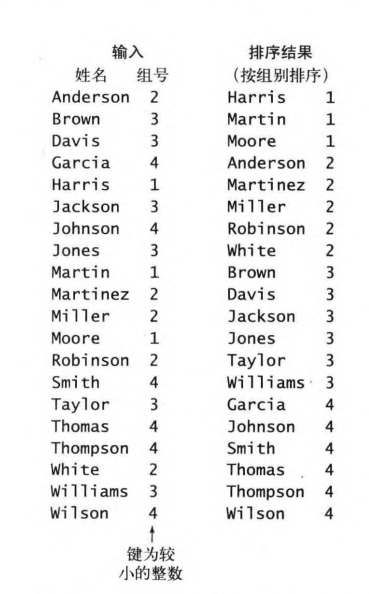 输入 排序结果
姓名 组号 (按组别排序)
Anderson 2 Harris 1
Brown 3 Martin 1
Davis 3 Moore 1
Garcia 4 Anderson 2
Harris 1 Martinez 2
Jackson 3 Miller 2
Johnson 4 Robinson 2
Jones 3 White 2
Martin 1 Brown 3
Martinez 2 Davis 3
Miller 2 Jackson 3
Moore 1 Jones 3
Robinson 2 Taylor 3
Smith 4 Williams 3
Taylor 3 Garcia 4
Thomas 4 Johnson 4
Thompson 4 Smith 4
White 2 Thomas 4
Williams 3 Thompson 4
Wilson 4 Wilson 4
键为较
小的整数